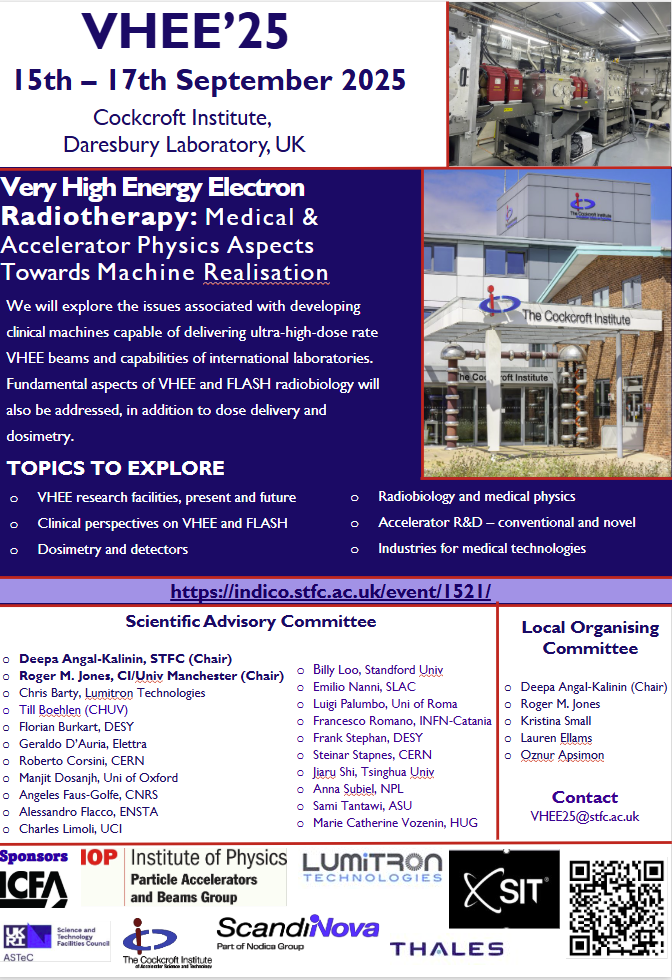 VHEE'25
15th – 17th September 2025
Cockcroft Institute,
Daresbury Laboratory, UK
Very High Energy Electron
Radiotherapy: Medical &
Accelerator Physics Aspects
Towards Machine Realisation
We will explore the issues associated with developing
clinical machines capable of delivering ultra-high-dose rate
VHEE beams and capabilities of international laboratories.
Fundamental aspects of VHEE and FLASH radiobiology will
also be addressed, in addition to dose delivery and
dosimetry.
The Cockcroft Institute
The Cockcroft Institute
The Cockcroft Institute
TOPICS TO EXPLORE
o VHEE research facilities, present and future
o Clinical perspectives on VHEE and FLASH
o Dosimetry and detectors
o Radiobiology and medical physics
o Accelerator R&D – conventional and novel
o Industries for medical technologies
https://indico.stfc.ac.uk/event/1521/
Scientific Advisory Committee
o Deepa Angal-Kalinin, STFC (Chair)
o Roger M. Jones, CI/Univ Manchester (Chair)
o Chris Barty, Lumitron Technologies
o Till Boehlen (CHUV)
o Florian Burkart, DESY
o Geraldo D'Auria, Elettra
o Roberto Corsini, CERN
o Manjit Dosanjh, Uni of Oxford
o Angeles Faus-Golfe, CNRS
o Alessandro Flacco, ENSTA
o Charles Limoli, UCI
o Billy Loo, Standford Univ
o Emilio Nanni, SLAC
o Luigi Palumbo, Uni of Roma
o Francesco Romano, INFN-Catania
o Frank Stephan, DESY
o Steinar Stapnes, CERN
o Jiaru Shi, Tsinghua Univ
o Anna Subiel, NPL
o Sami Tantawi, ASU
o Marie Catherine Vozenin, HUG
Local Organising
Committee
o Deepa Angal-Kalinin (Chair)
o Roger M. Jones
o Kristina Small
o Lauren Ellams
o Oznur Apsimon
Contact
VHEE25@stfc.ac.uk
Sponsors
ICFA
IOP
Institute of Physics
Particle Accelerators
and Beams Group
LUMITRON
TECHNOLOGIES
SIT®
UKRI
Science and
Technology
Facilities Council
ASTeC
The Cockcroft Institute
of Accelerator Science and Technology
ScandiNova
Part of Nodica Group
THALES